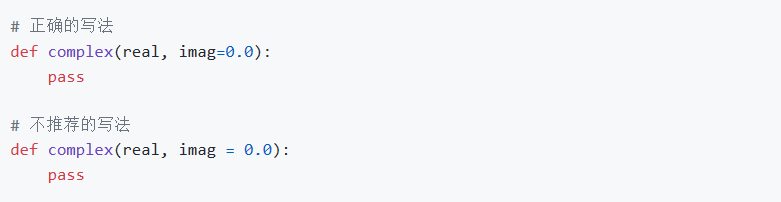 # 正确的写法
def complex(real, imag=0.0):
    pass
# 不推荐的写法
def complex(real, imag = 0.0):
    pass